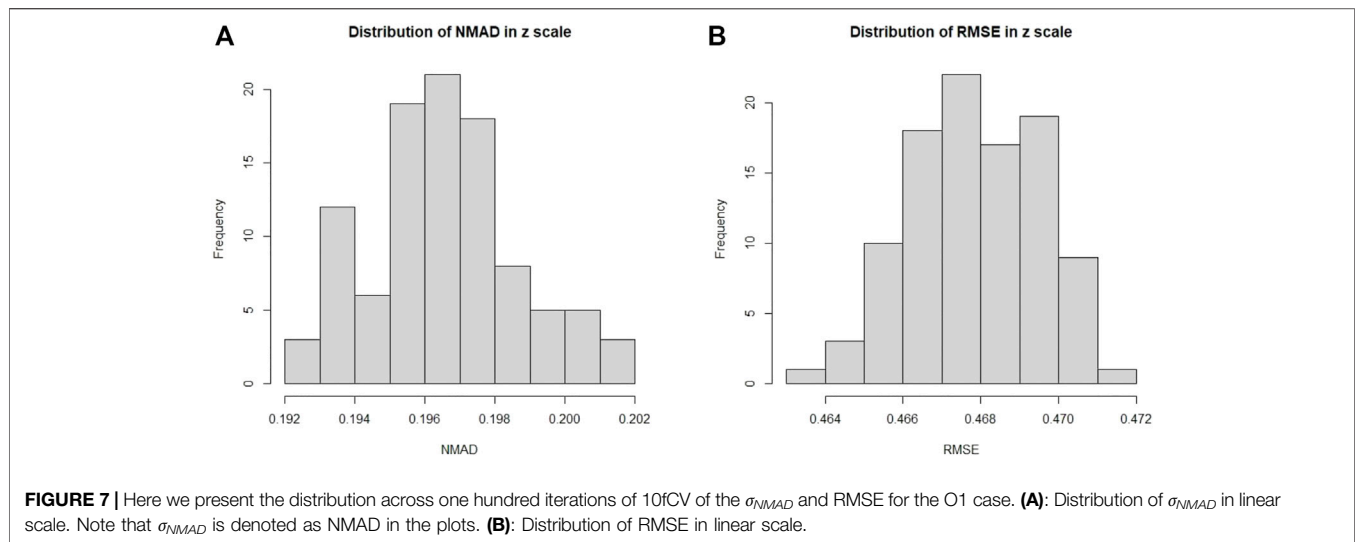 A
Distribution of NMAD in z scale
Frequency
20
15
10
5
0
0.192 0.194 0.196 0.198 0.200 0.202
NMAD
B
Distribution of RMSE in z scale
Frequency
20
15
10
5
0
0.464 0.466 0.468 0.470 0.472
RMSE
FIGURE 7 | Here we present the distribution across one hundred iterations of 10fCV of the σNMAD and RMSE for the O1 case. (A): Distribution of σNMAD in linear
scale. Note that σNMAD is denoted as NMAD in the plots. (B): Distribution of RMSE in linear scale.